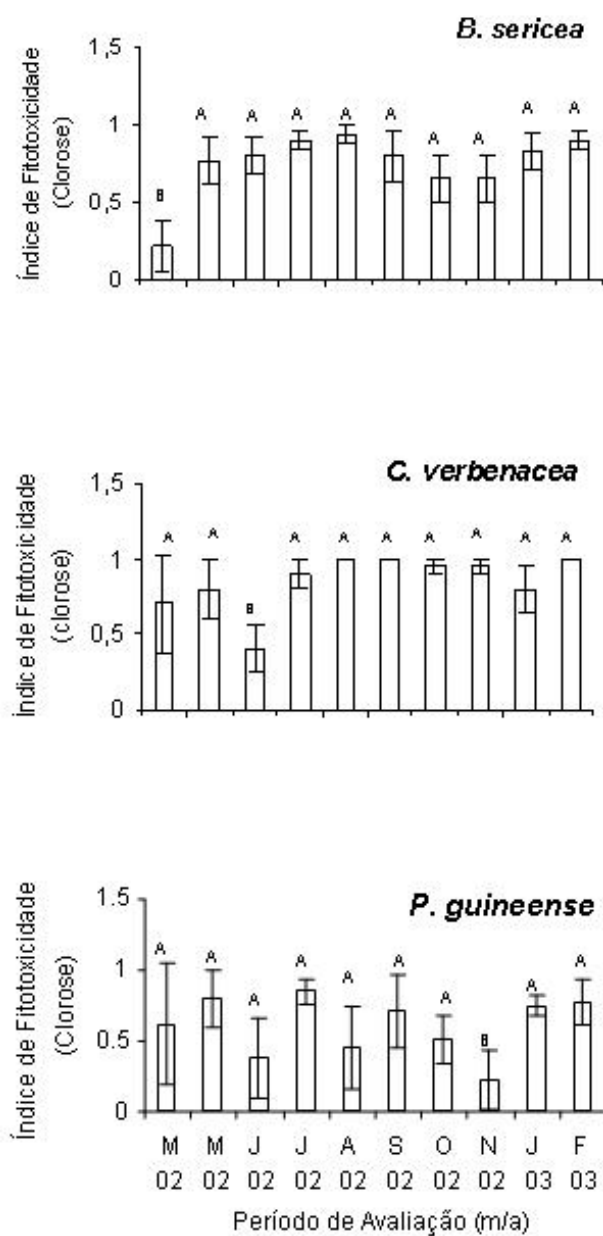 B. sericea
Índice de Fitotoxicidade
(Clorose)
1,5
1
0,5
0
B A A A A A A A A A
C. verbenacea
Índice de Fitotoxicidade
(clorose)
1,5
1
0,5
0
A A B A A A A A A A
P. guineense
Índice de Fitotoxicidade
(Clorose)
1.5
1
0.5
0
A A A A A A A B A A
M M J J A S O N J F
02 02 02 02 02 02 02 02 03 03
Período de Avaliação (m/a)